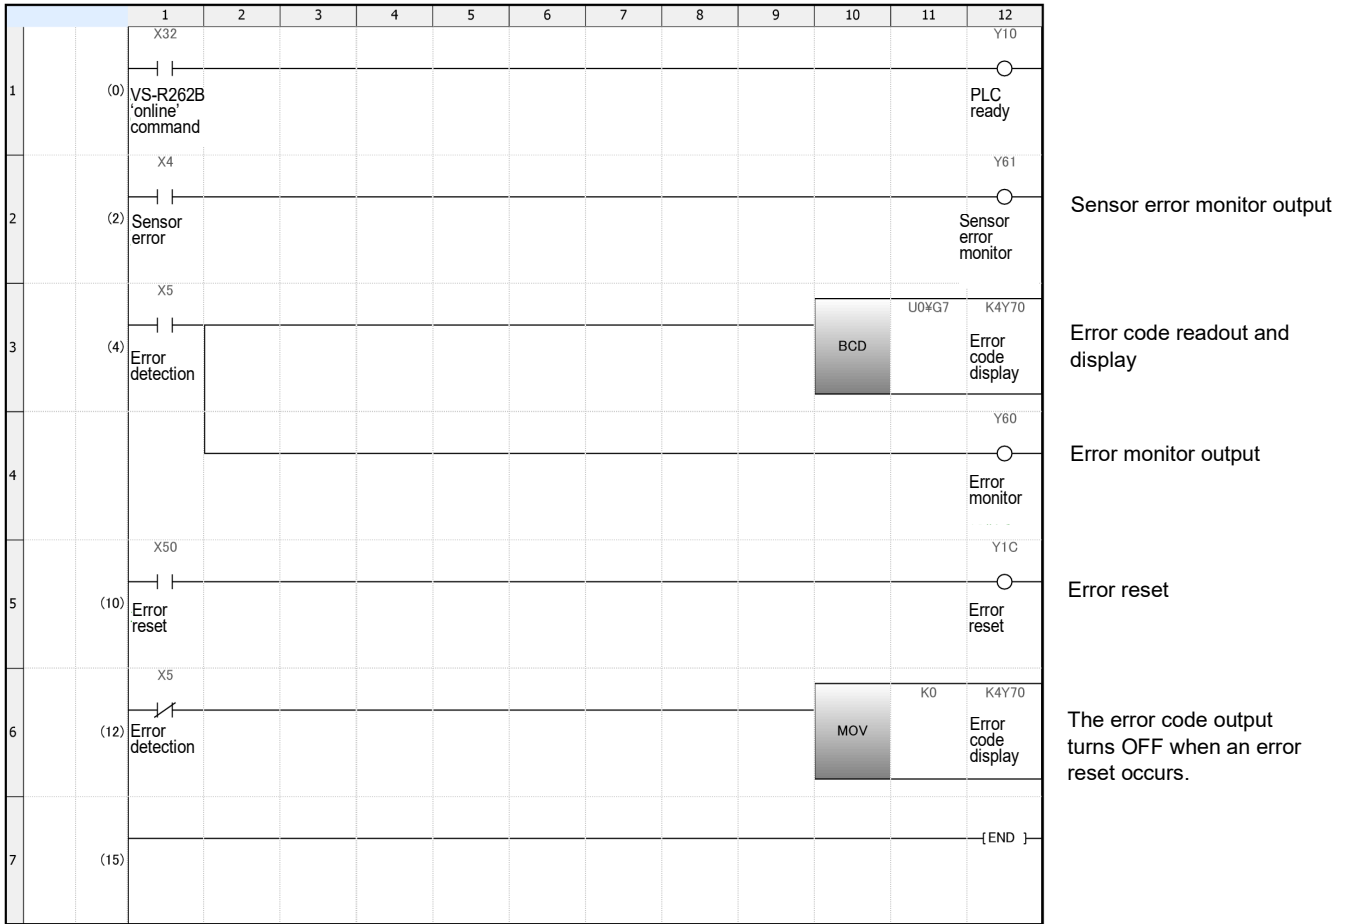 1 2 3 4 5 6 7 8 9 10 11 12
X32 Y10
1 (0) VS-R262B
'online'
command
PLC
ready
X4 Y61
2 (2) Sensor
error
Sensor
error
monitor
Sensor error monitor output
X5 U0¥G7 K4Y70
3 (4) Error
detection
BCD
Error
code
display
Error code readout and
display
Y60
4
Error
monitor
Error monitor output
X50 Y1C
5 (10) Error
reset
Error
reset
Error reset
X5 K0 K4Y70
6 (12) Error
detection
MOV
Error
code
display
The error code output
turns OFF when an error
reset occurs.
[END ]
7 (15)